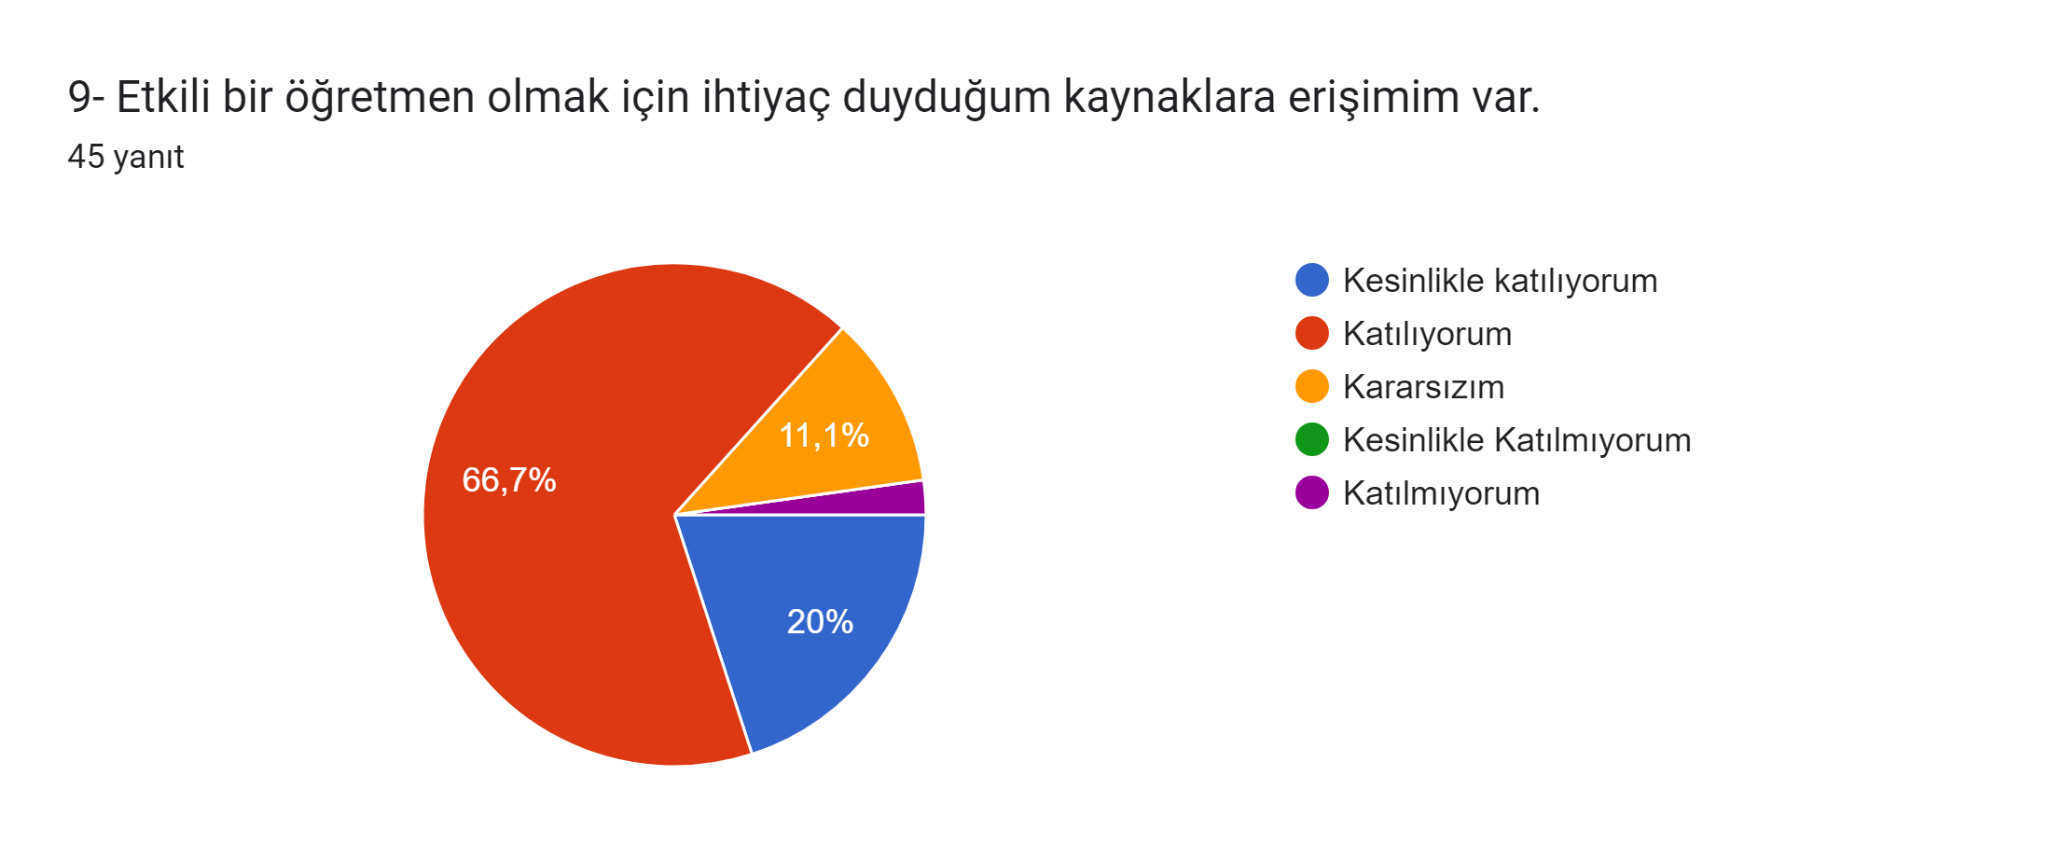 9- Etkili bir öğretmen olmak için ihtiyaç duyduğum kaynaklara erişimim var.
45 yanıt
Kesinlikle katılıyorum
Katılıyorum
Kararsızım
Kesinlikle Katılmıyorum
Katılmıyorum
11,1%
66,7%
20%